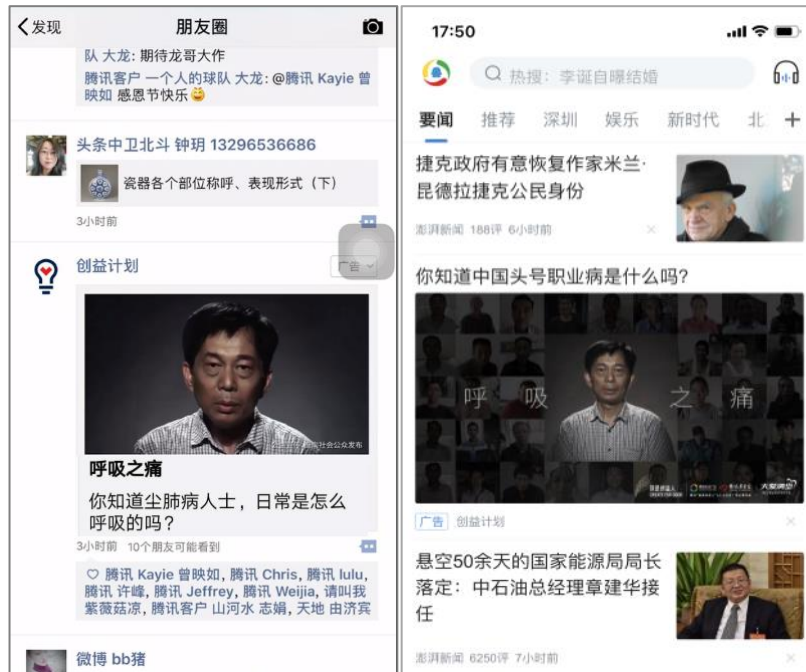 发现
朋友圈
队 大龙: 期待龙哥大作
腾讯客户 一个人的球队 大龙: @腾讯 Kayie 曾
映如 感恩节快乐
头条中卫北斗 钟玥 13296536686
瓷器各个部位称呼、表现形式（下）
3小时前
创益计划
广告
社会公众发布
呼吸之痛
你知道尘肺病人士，日常是怎么
呼吸的吗？
3小时前 10个朋友可能看到
腾讯 Kayie 曾映如, 腾讯 Chris, 腾讯 lulu,
腾讯 许峰, 腾讯 Jeffrey, 腾讯 Weijia, 请叫我
紫薇菇凉, 腾讯客户 山河水 志娟, 天地 由济宾
微博 bb猪
17:50
热搜：李诞自曝结婚
要闻 推荐 深圳 娱乐 新时代 北
捷克政府有意恢复作家米兰·
昆德拉捷克公民身份
澎湃新闻 188评 6小时前
你知道中国头号职业病是什么吗？
呼吸之痛
大爱清尘
广告 创益计划
悬空50余天的国家能源局局长
落定：中石油总经理章建华接
任
澎湃新闻 6250评 7小时前